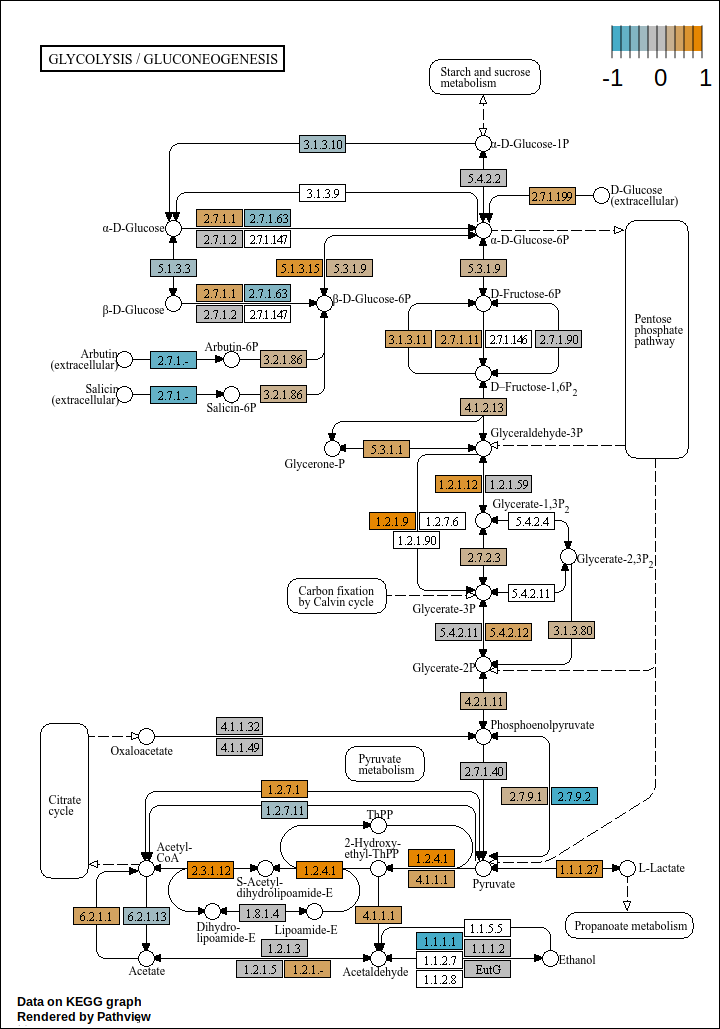 GLYCOLYSIS / GLUCONEOGENESIS
-1 0 1
Starch and sucrose
metabolism
3.1.3.10
α-D-Glucose-1P
5.4.2.2
3.1.3.9
2.7.1.199
D-Glucose
(extracellular)
2.7.1.1 2.7.1.63
α-D-Glucose
2.7.1.2 2.7.1.147
α-D-Glucose-6P
5.1.3.3
5.1.3.15 5.3.1.9
5.3.1.9
2.7.1.1 2.7.1.63
β-D-Glucose
2.7.1.2 2.7.1.147
β-D-Glucose-6P
D-Fructose-6P
Pentose
phosphate
pathway
3.1.3.11 2.7.1.11 2.7.1.146 2.7.1.90
Arbutin
(extracellular)
2.7.1.-
Arbutin-6P
3.2.1.86
Salicin
(extracellular)
2.7.1.-
Salicin-6P
3.2.1.86
D-Fructose-1,6P2
4.1.2.13
Glyceraldehyde-3P
5.3.1.1
Glycerone-P
1.2.1.12 1.2.1.59
Glycerate-1,3P2
1.2.1.9 1.2.7.6
1.2.1.90
5.4.2.4
2.7.2.3
Glycerate-2,3P2
Carbon fixation
by Calvin cycle
5.4.2.11
Glycerate-3P
5.4.2.11 5.4.2.12
3.1.3.80
Glycerate-2P
4.2.1.11
4.1.1.32
Oxaloacetate
4.1.1.49
Phosphoenolpyruvate
Pyruvate
metabolism
2.7.1.40
2.7.9.1 2.7.9.2
Citrate
cycle
1.2.7.1
1.2.7.11
ThPP
Acetyl-
CoA
2-Hydroxy-
ethyl-ThPP
2.3.1.12
S-Acetyl-
dihydrolipoamide-E
1.2.4.1
1.2.4.1
4.1.1.1
Pyruvate
1.1.1.27
L-Lactate
6.2.1.1 6.2.1.13
Dihydro-
lipoamide-E
1.8.1.4
Lipoamide-E
4.1.1.1
Propanoate metabolism
1.2.1.3
1.2.1.5 1.2.1.-
Acetate
Acetaldehyde
1.1.5.5
1.1.1.1 1.1.1.2
1.1.2.7 EutG
1.1.2.8
Ethanol
Data on KEGG graph
Rendered by Pathview